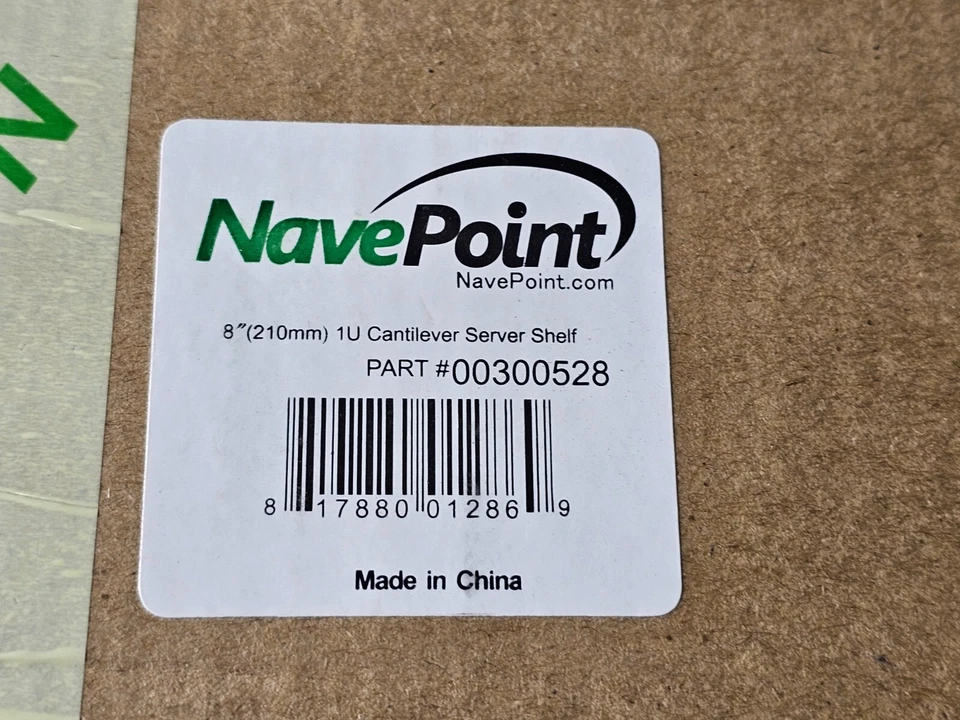 N
NavePoint
NavePoint.com
8″(210mm) 1U Cantilever Server Shelf
PART #00300528
8 17880 01286 9
Made in China